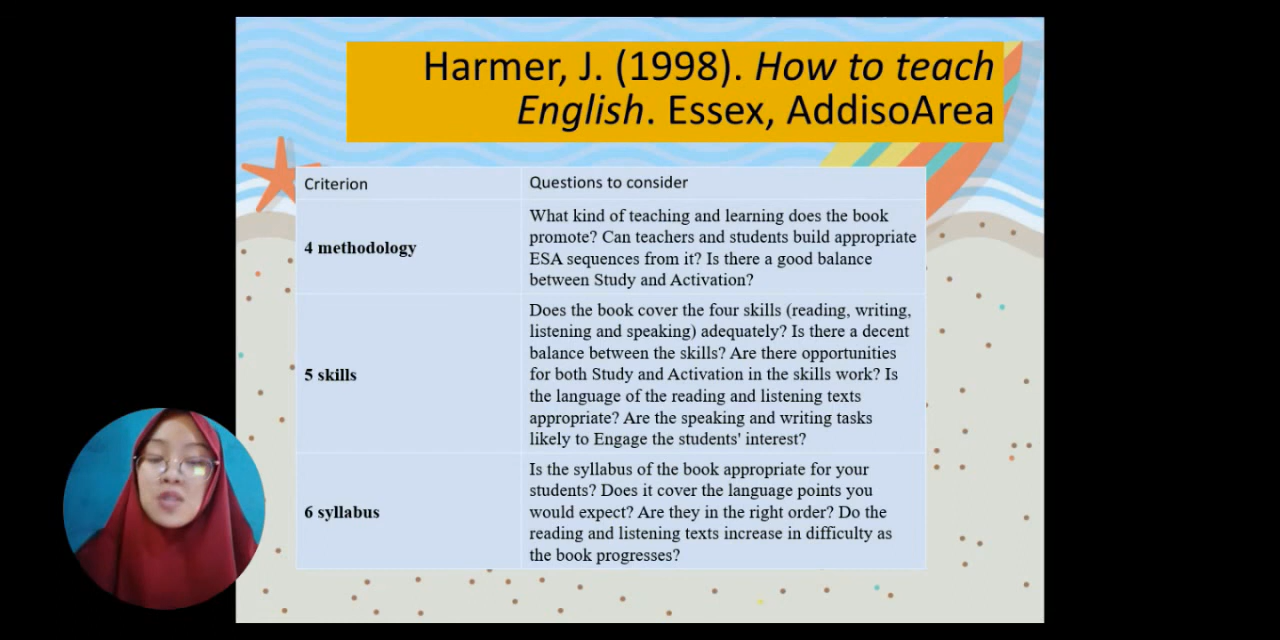 Harmer, J. (1998). How to teach
English. Essex, AddisoArea
Criterion
Questions to consider
4 methodology
What kind of teaching and learning does the book
promote? Can teachers and students build appropriate
ESA sequences from it? Is there a good balance
between Study and Activation?
5 skills
Does the book cover the four skills (reading, writing,
listening and speaking) adequately? Is there a decent
balance between the skills? Are there opportunities
for both Study and Activation in the skills work? Is
the language of the reading and listening texts
appropriate? Are the speaking and writing tasks
likely to Engage the students' interest?
6 syllabus
Is the syllabus of the book appropriate for your
students? Does it cover the language points you
would expect? Are they in the right order? Do the
reading and listening texts increase in difficulty as
the book progresses?